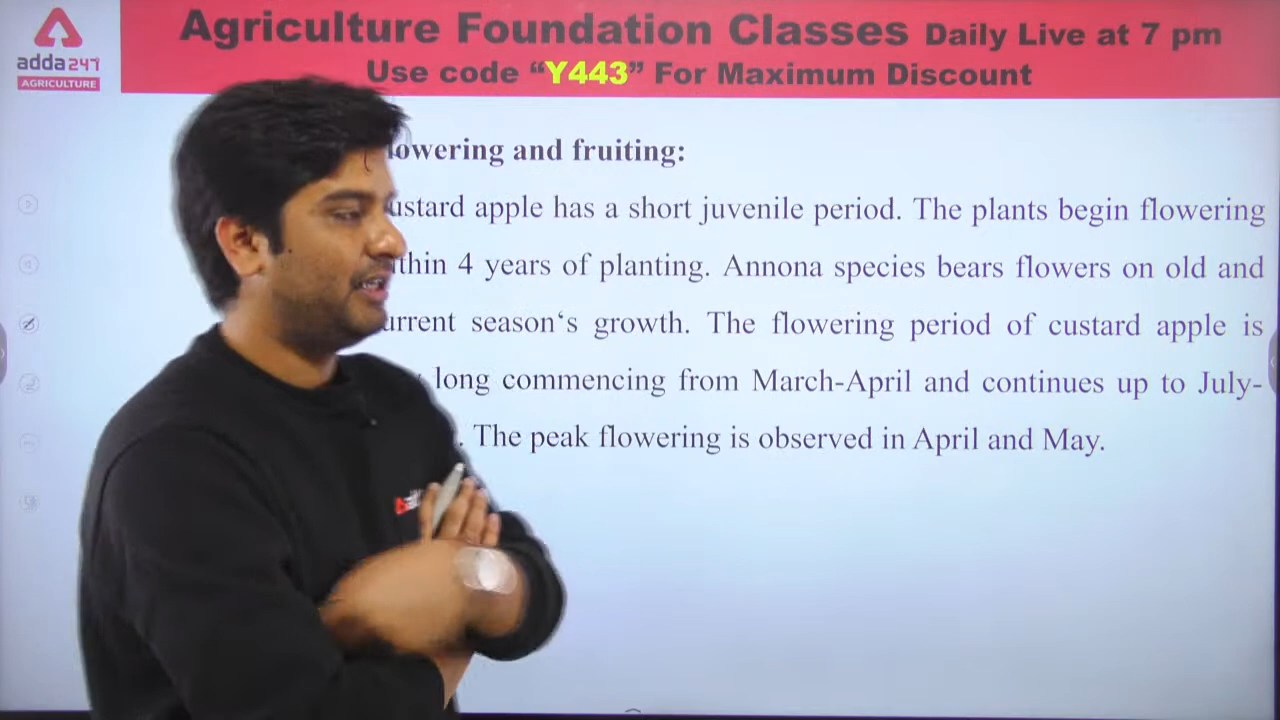 Agriculture Foundation Classes Daily Live at 7 pm
Use code “Y443” For Maximum Discount
adda247
AGRICULTURE
lowering and fruiting:
ustard apple has a short juvenile period. The plants begin flowering
thin 4 years of planting. Annona species bears flowers on old and
urrent season‘s growth. The flowering period of custard apple is
long commencing from March-April and continues up to July-
. The peak flowering is observed in April and May.